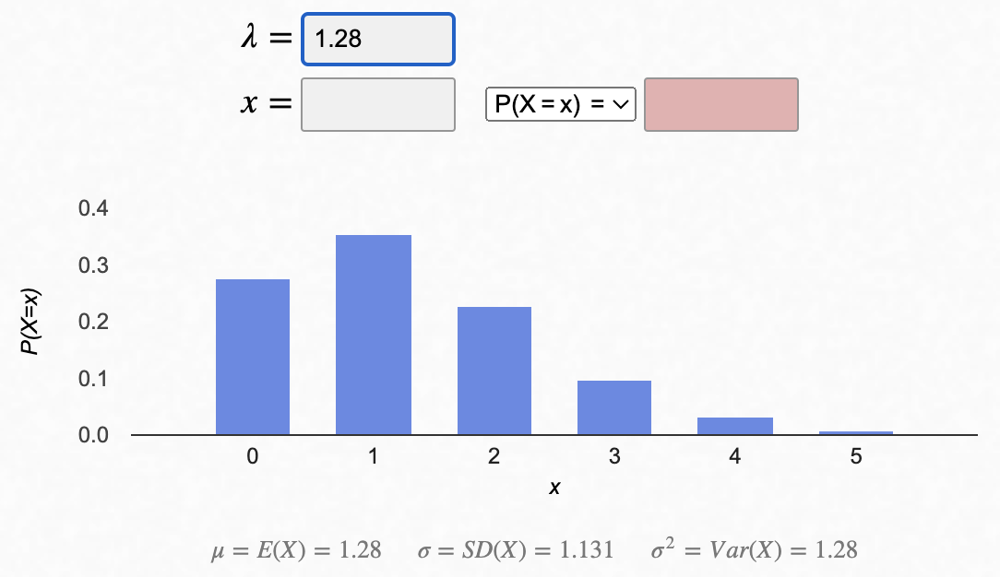 λ = 1.28
x = P(X = x) =
0.4
0.3
0.2
0.1
0.0
P(X=x)
0 1 2 3 4 5
x
μ = E(X) = 1.28 σ = SD(X) = 1.131 σ² = Var(X) = 1.28